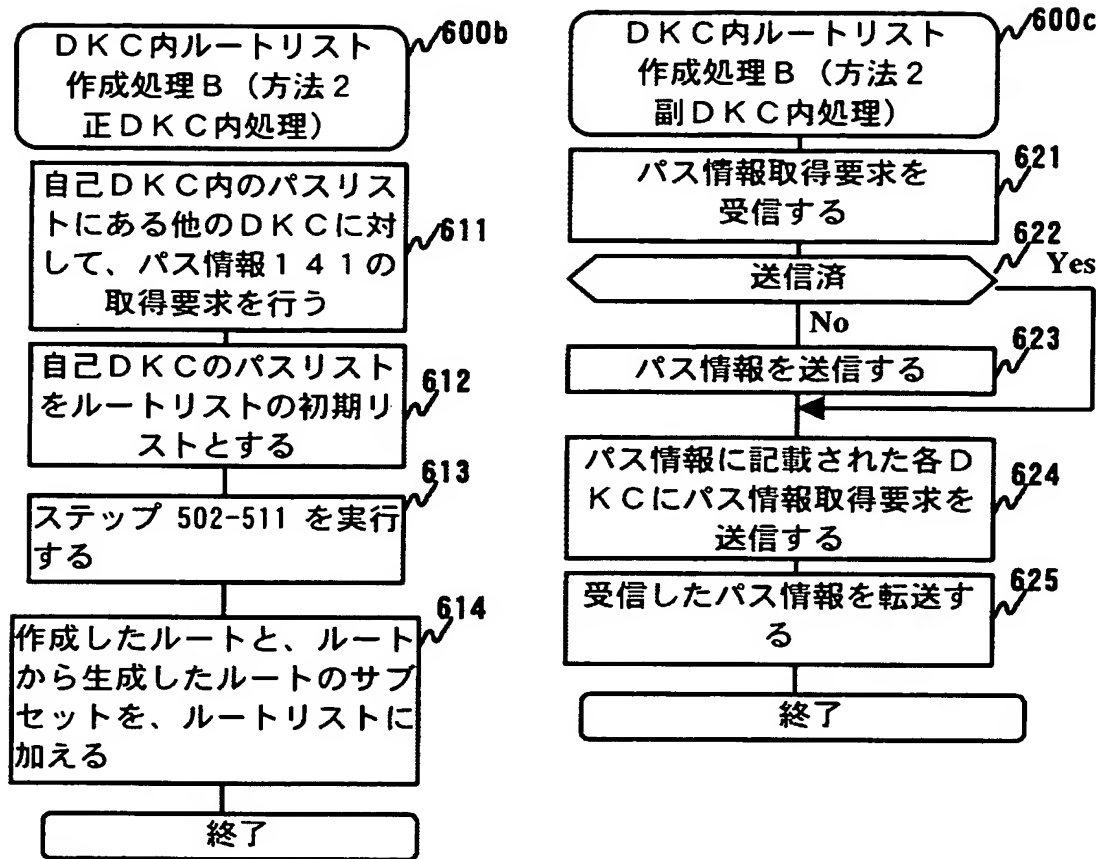 DKC内ルートリスト
作成処理B(方法2
正DKC内処理)
600b
自己DKC内のパスリス
トにある他のDKCに対
して、パス情報141の
取得要求を行う
611
自己DKCのパスリスト
をルートリストの初期リ
ストとする
612
ステップ 502-511 を実行
する
613
作成したルートと、ルート
から生成したルートのサブ
セットを、ルートリストに
加える
614
終了
DKC内ルートリスト
作成処理B(方法2
副DKC内処理)
600c
パス情報取得要求を
受信する
621
送信済
622
Yes
No
パス情報を送信する
623
パス情報に記載された各D
KCにパス情報取得要求を
送信する
624
受信したパス情報を転送す
る
625
終了